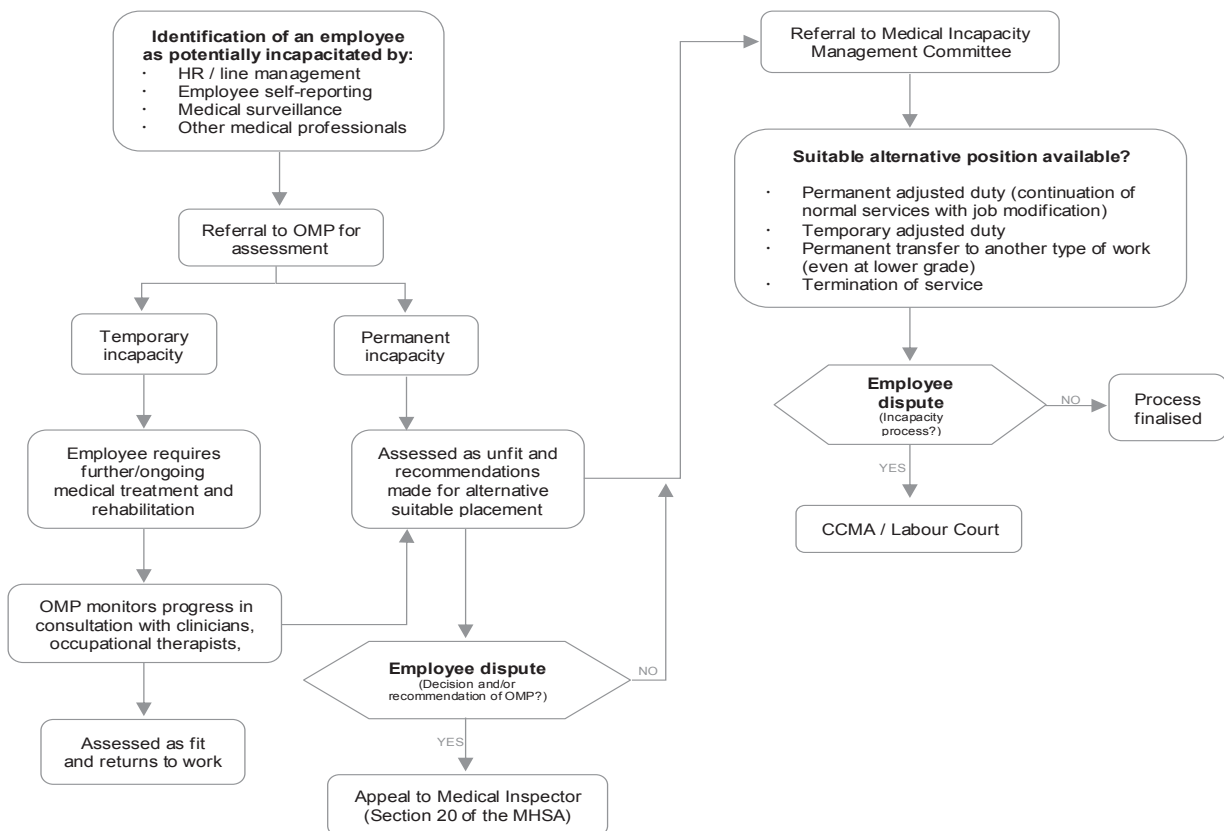 Identification of an employee
as potentially incapacitated by:
· HR / line management
· Employee self-reporting
· Medical surveillance
· Other medical professionals
Referral to OMP for
assessment
Temporary
incapacity
Permanent
incapacity
Employee requires
further/ongoing
medical treatment and
rehabilitation
Assessed as unfit and
recommendations
made for alternative
suitable placement
OMP monitors progress in
consultation with clinicians,
occupational therapists,
Assessed as fit
and returns to work
Employee dispute
(Decision and/or
recommendation of OMP?)
NO
YES
Appeal to Medical Inspector
(Section 20 of the MHSA)
Referral to Medical Incapacity
Management Committee
Suitable alternative position available?
· Permanent adjusted duty (continuation of
normal services with job modification)
· Temporary adjusted duty
· Permanent transfer to another type of work
(even at lower grade)
· Termination of service
Employee
dispute
(Incapacity
process?)
NO
Process
finalised
YES
CCMA / Labour Court